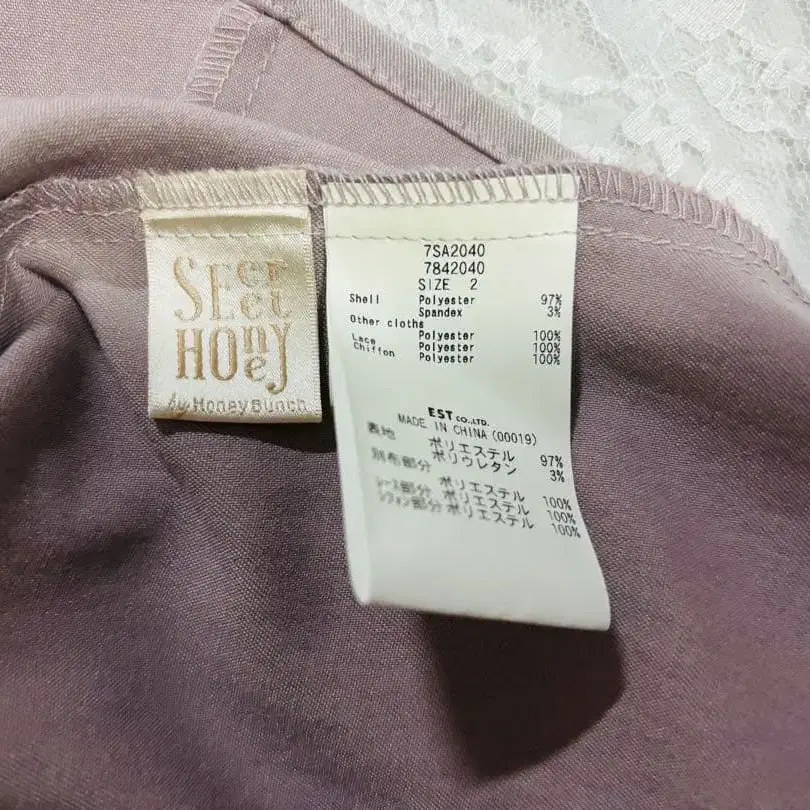 SEcret
HOneJ
by Honey Bunch
7SA2040
7842040
SIZE 2
Shell Polyester 97%
Spandex 3%
Other cloths
Polyester 100%
Lace Polyester 100%
Chiffon Polyester 100%
EST CO.,LTD.
MADE IN CHINA (00019)
表地 ポリエステル 97%
ポリウレタン 3%
別布部分
ポリエステル 100%
レース部分 ポリエステル 100%
シフォン部分 ポリエステル 100%